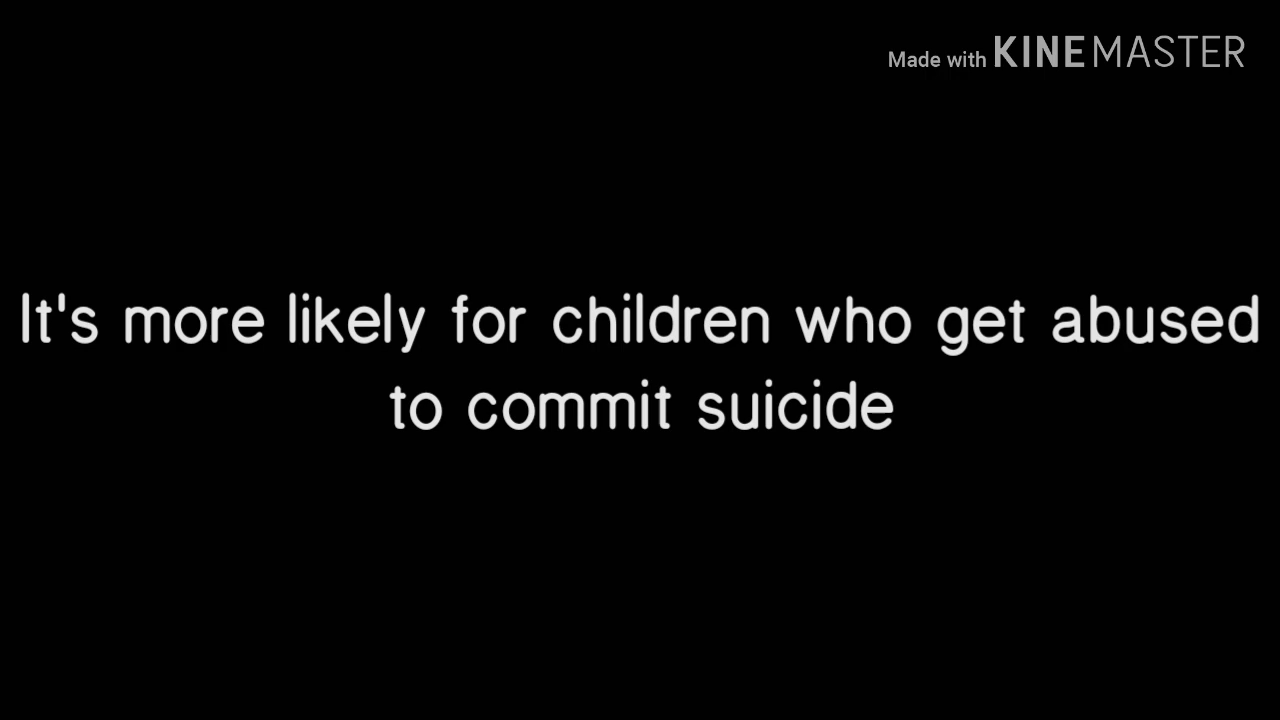 Made with KINEMASTER
It's more likely for children who get abused
to commit suicide